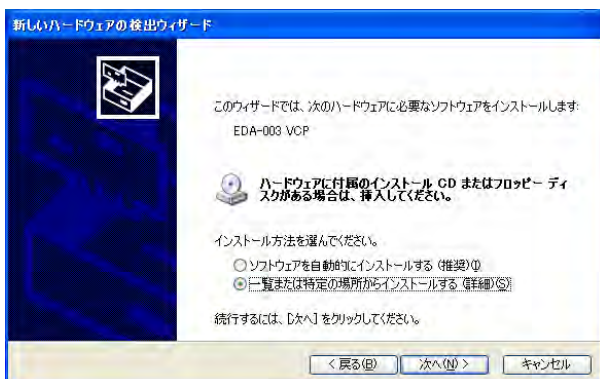 新しいハードウェアの検出ウィザード
このウィザードでは、次のハードウェアに必要なソフトウェアをインストールします:
EDA-003 VCP
ハードウェアに付属のインストール CD またはフロッピー ディ
スクがある場合は、挿入してください。
インストール方法を選んでください。
ソフトウェアを自動的にインストールする (推奨)(I)
一覧または特定の場所からインストールする (詳細)(S)
続行するには、[次へ] をクリックしてください。
< 戻る(B)
次へ(N) >
キャンセル